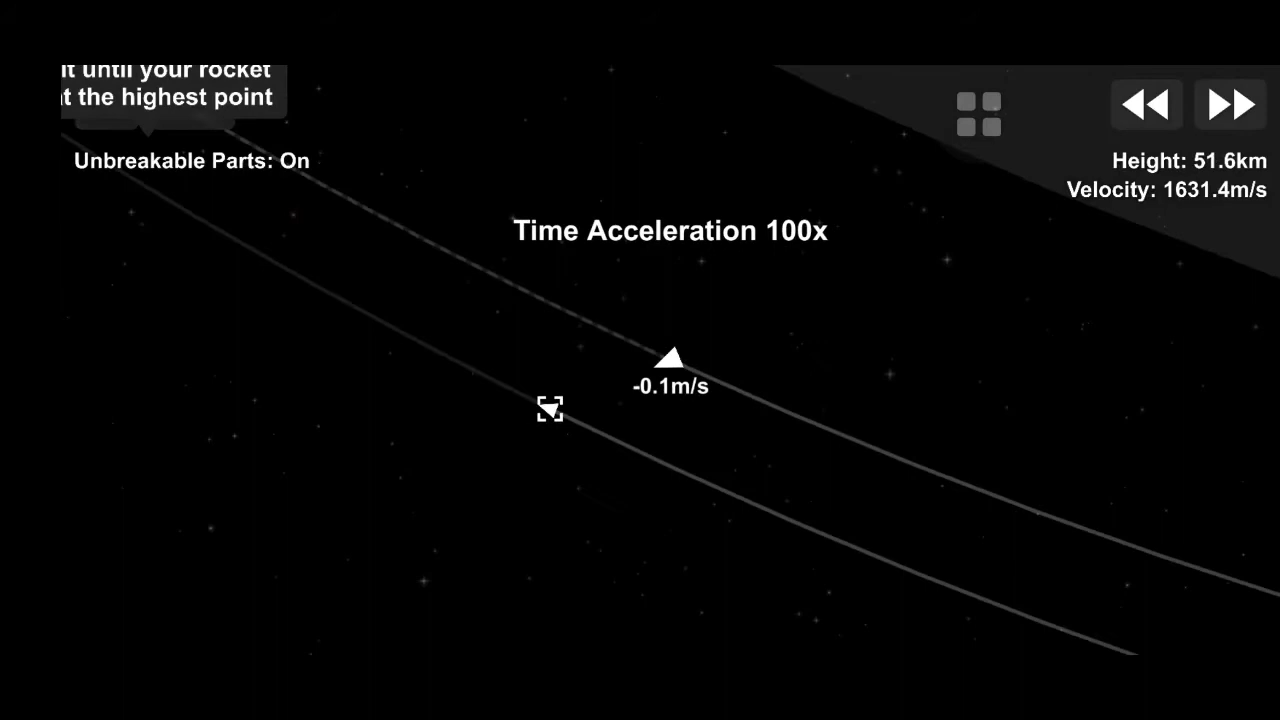 it until your rocket
t the highest point
Unbreakable Parts: On
Height: 51.6km
Velocity: 1631.4m/s
Time Acceleration 100x
-0.1m/s